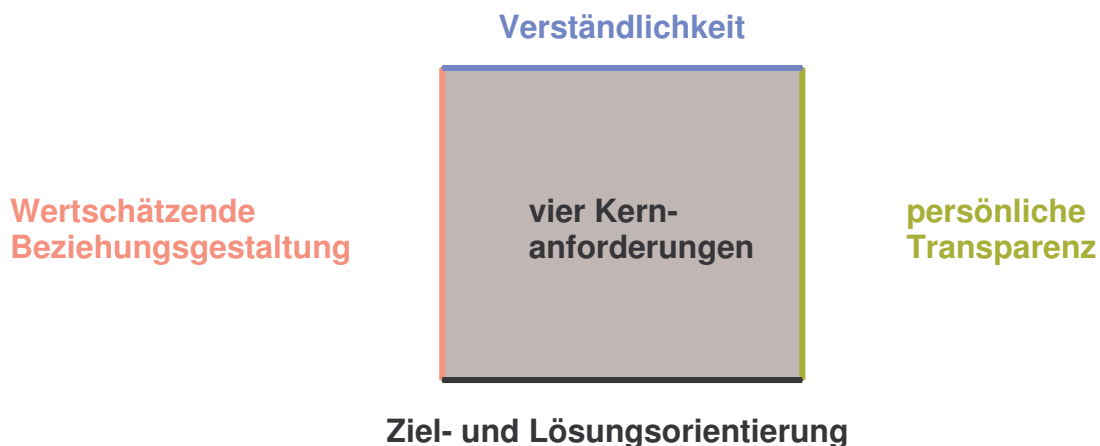 Verständlichkeit
Wertschätzende
Beziehungsgestaltung
vier Kern-
anforderungen
persönliche
Transparenz
Ziel- und Lösungsorientierung